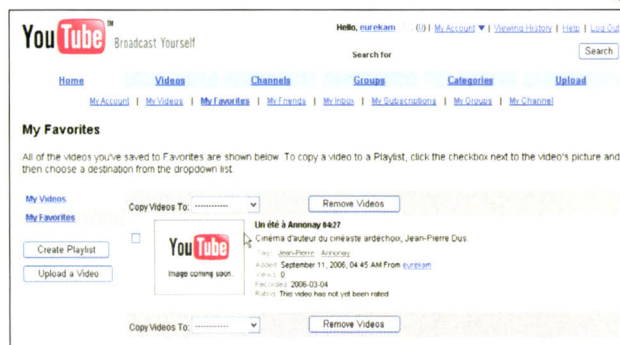 YouTube™ Broadcast Yourself
Hello, eurekam (0) | My Account ▼ | Viewing History | Help | Log Out
Search for
Search
Home Videos Channels Groups Categories Upload
My Account | My Videos | My Favorites | My Friends | My Inbox | My Subscriptions | My Groups | My Channel
My Favorites
All of the videos you've saved to Favorites are shown below. To copy a video to a Playlist, click the checkbox next to the video's picture and
then choose a destination from the dropdown list.
My Videos
My Favorites
Create Playlist
Upload a Video
Copy Videos To: ------------ Remove Videos
YouTube
Image coming soon.
Un été à Annonay 04:27
Cinéma d'auteur du cinéaste ardéchois, Jean-Pierre Dus.
Tags: Jean-Pierre Annonay
Added: September 11, 2006, 04:45 AM From eurekam
Views: 0
Recorded: 2006-03-04
Rating: This video has not yet been rated
Copy Videos To: ------------ Remove Videos